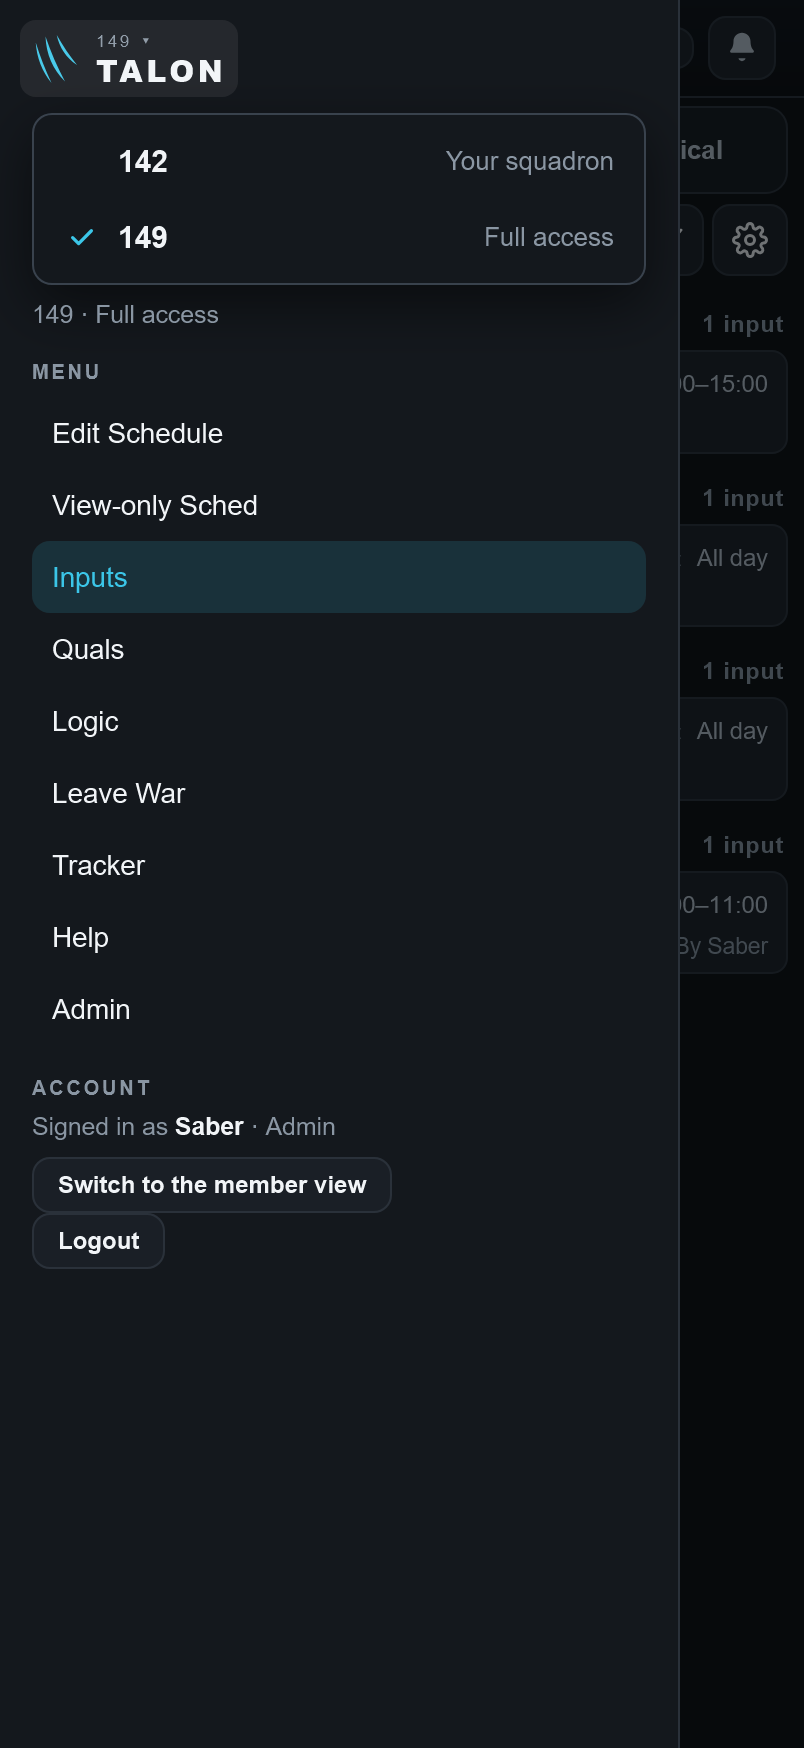 149 ▾
TALON
142 Your squadron
149 Full access
149 · Full access
MENU
Edit Schedule
View-only Sched
Inputs
Quals
Logic
Leave War
Tracker
Help
Admin
ACCOUNT
Signed in as Saber · Admin
Switch to the member view
Logout
ical
1 input
00–15:00
1 input
All day
1 input
All day
1 input
00–11:00
By Saber